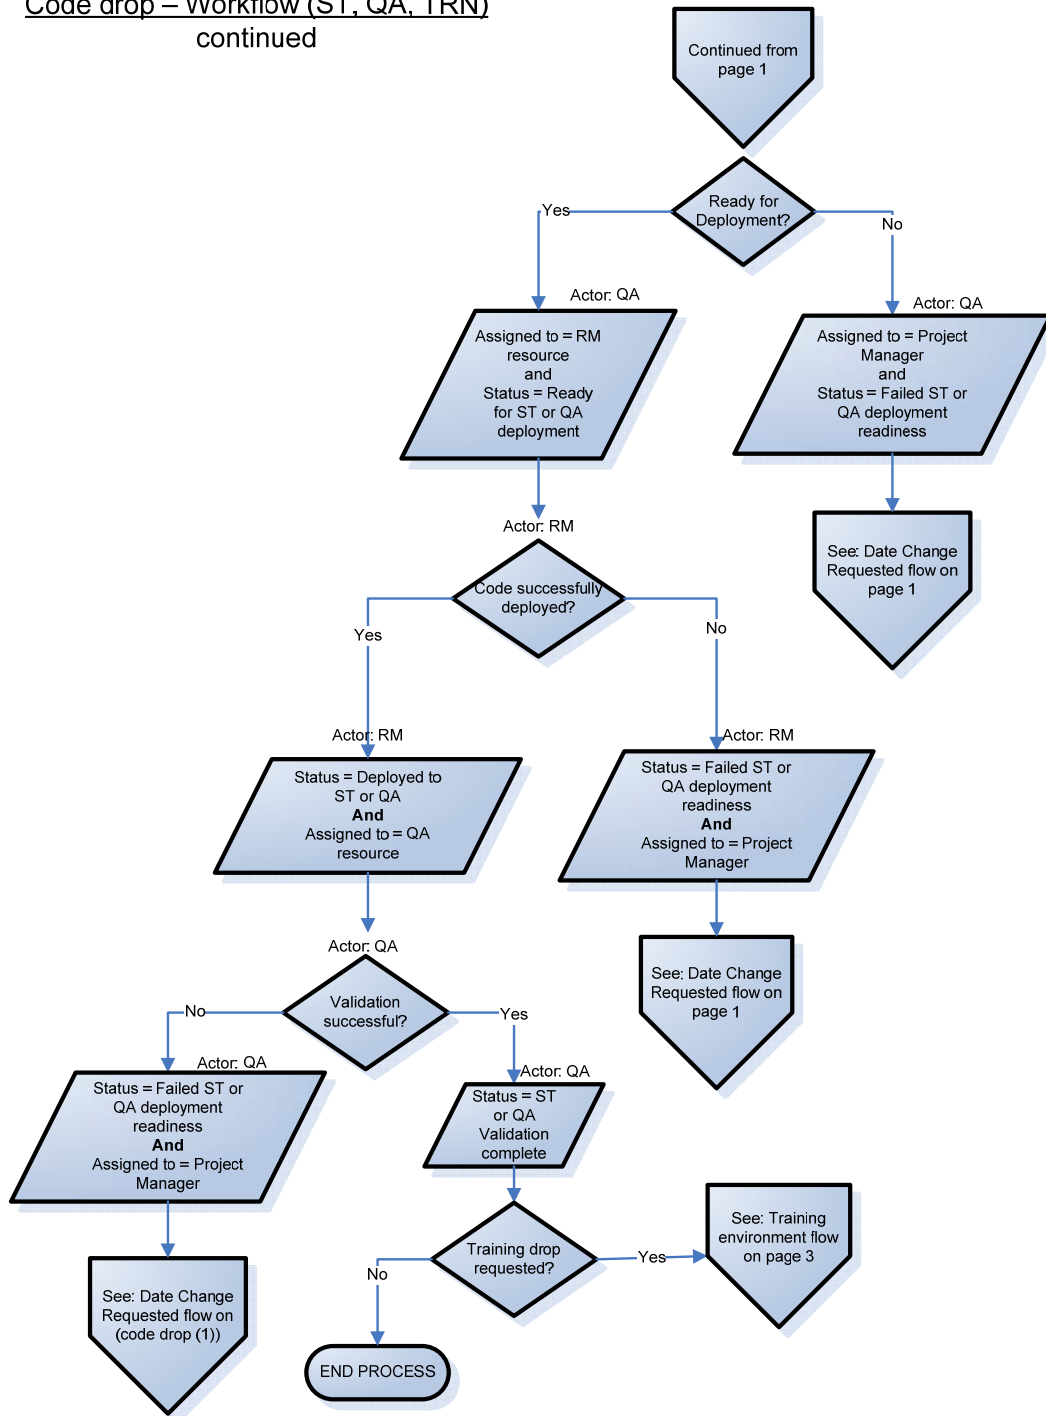 Code drop – Workflow (ST, QA, TRN)
continued
Continued from
page 1
Ready for
Deployment?
Yes
No
Actor: QA
Actor: QA
Assigned to = RM
resource
and
Status = Ready
for ST or QA
deployment
Assigned to = Project
Manager
and
Status = Failed ST or
QA deployment
readiness
Actor: RM
See: Date Change
Requested flow on
page 1
Code successfully
deployed?
Yes
No
Actor: RM
Actor: RM
Status = Deployed to
ST or QA
And
Assigned to = QA
resource
Status = Failed ST or
QA deployment
readiness
And
Assigned to = Project
Manager
Actor: QA
See: Date Change
Requested flow on
page 1
Validation
successful?
No
Yes
Actor: QA
Actor: QA
Status = Failed ST or
QA deployment
readiness
And
Assigned to = Project
Manager
Status = ST
or QA
Validation
complete
See: Training
environment flow
on page 3
Training drop
requested?
Yes
No
See: Date Change
Requested flow on
(code drop (1))
END PROCESS